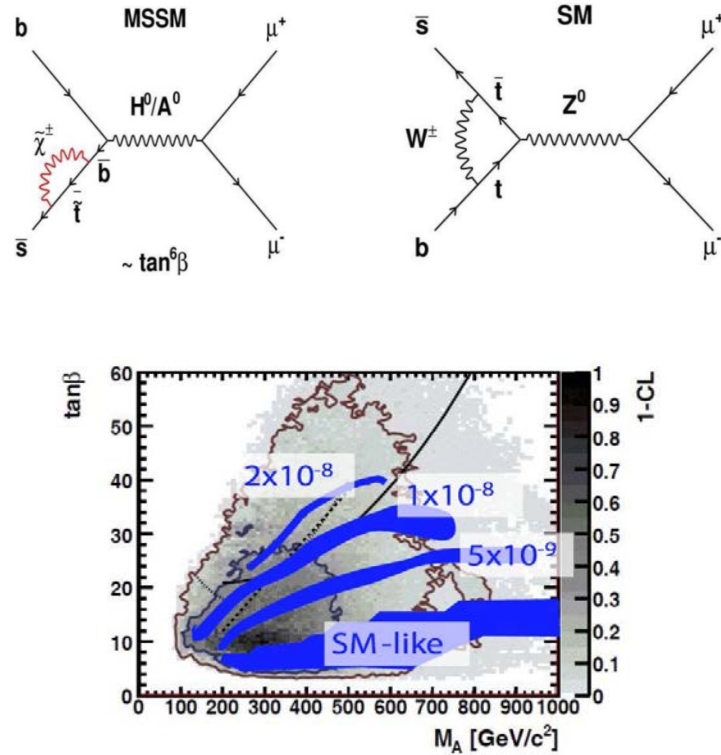 b MSSM μ⁺
H⁰/A⁰
χ̃±
b̄
t̃̄
s̄ μ⁻
~ tan⁶β
s̄ SM μ⁺
t̄
Z⁰
W±
t
b μ⁻
tanβ
60
50
40
30
20
10
0
2x10⁻⁸
1x10⁻⁸
5x10⁻⁹
SM-like
0 100 200 300 400 500 600 700 800 900 1000
M_A [GeV/c²]
1
0.9
0.8
0.7
0.6
0.5
0.4
0.3
0.2
0.1
0
1-CL